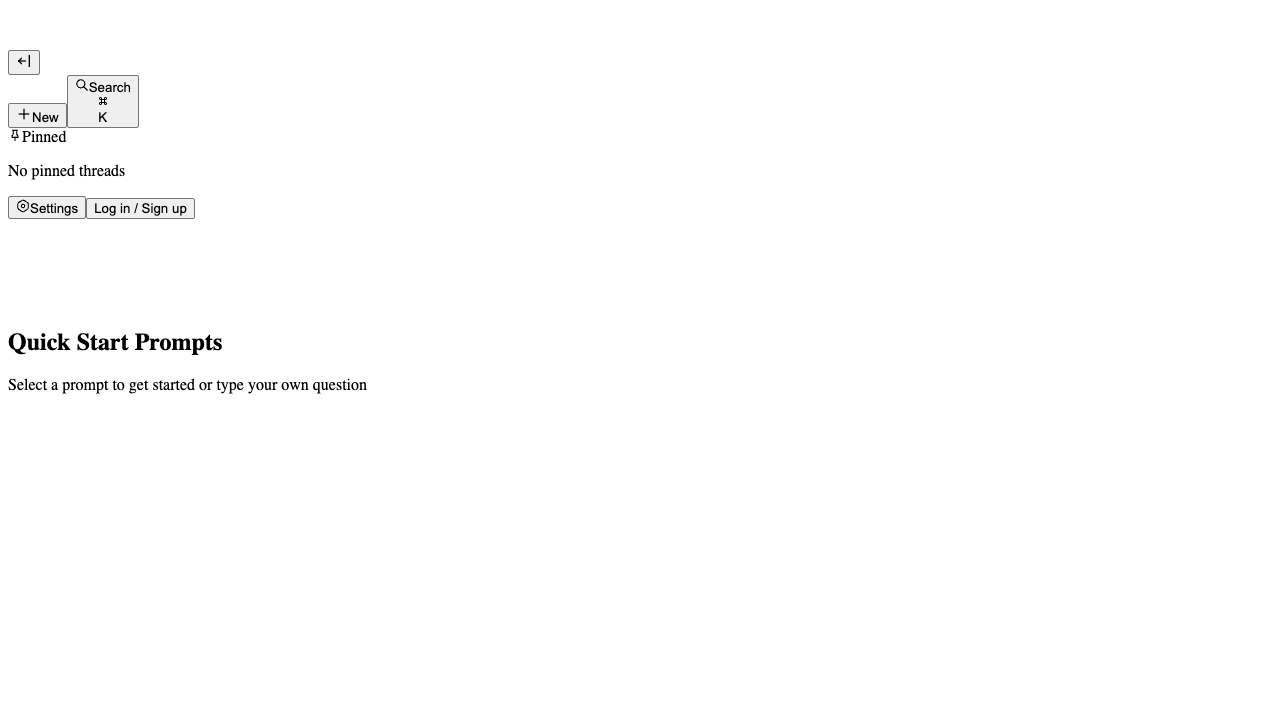 Search
⌘
New
K
Pinned
No pinned threads
Settings
Log in / Sign up
Quick Start Prompts
Select a prompt to get started or type your own question